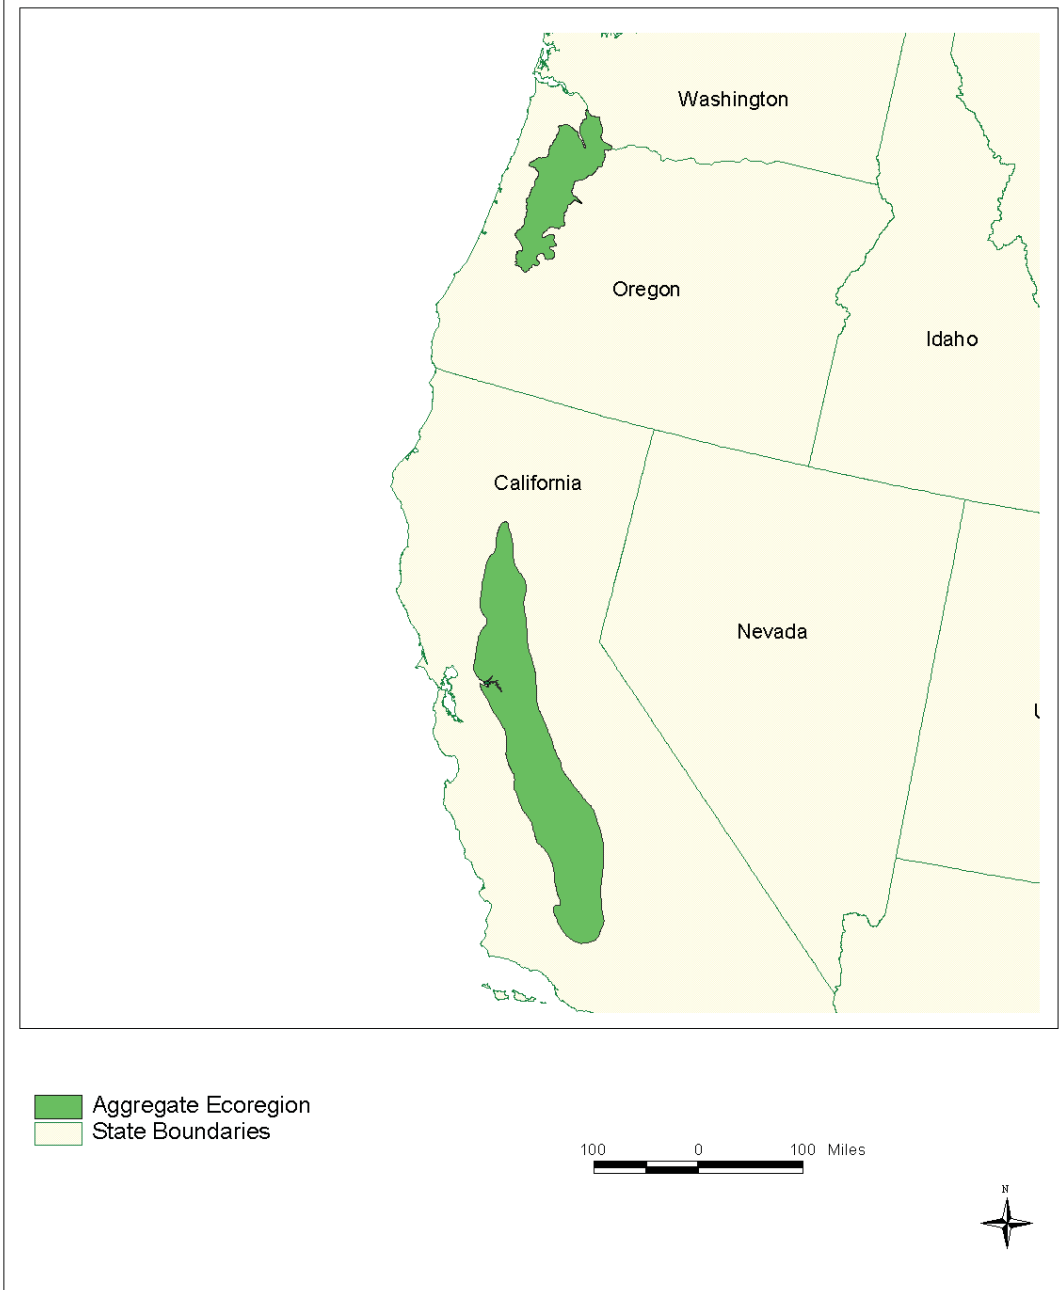 Washington
Oregon
Idaho
California
Nevada
Aggregate Ecoregion
State Boundaries
100 0 100 Miles
N